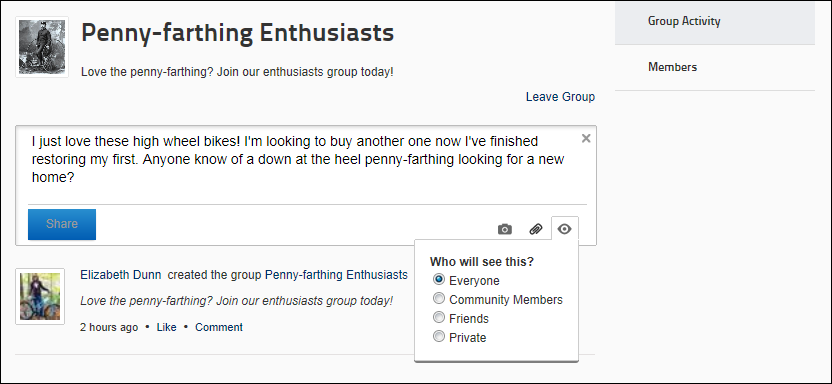 Penny-farthing Enthusiasts
Love the penny-farthing? Join our enthusiasts group today!
Leave Group
Group Activity
Members
I just love these high wheel bikes! I'm looking to buy another one now I've finished
restoring my first. Anyone know of a down at the heel penny-farthing looking for a new
home?
Share
Who will see this?
Everyone
Community Members
Friends
Private
Elizabeth Dunn created the group Penny-farthing Enthusiasts
Love the penny-farthing? Join our enthusiasts group today!
2 hours ago • Like • Comment